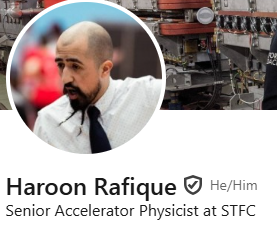 Haroon Rafique He/Him
Senior Accelerator Physicist at STFC